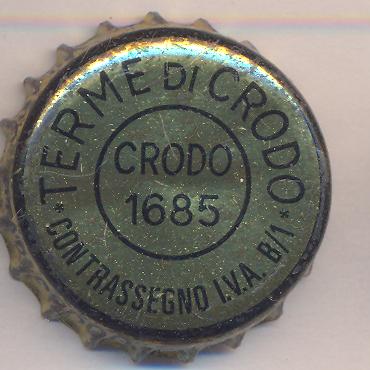 TERME DI CRODO
CRODO
1685
* CONTRASSEGNO I.V.A. B/1 *